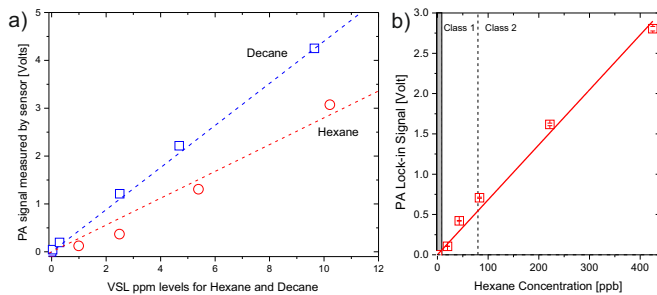 a)
PA signal measured by sensor [Volts]
5
4
3
2
1
0
Decane
Hexane
0 2 4 6 8 10 12
VSL ppm levels for Hexane and Decane
b)
PA Lock-in Signal [Volt]
3.0
2.5
2.0
1.5
1.0
0.5
0.0
Class 1 Class 2
0 100 200 300 400
Hexane Concentration [ppb]